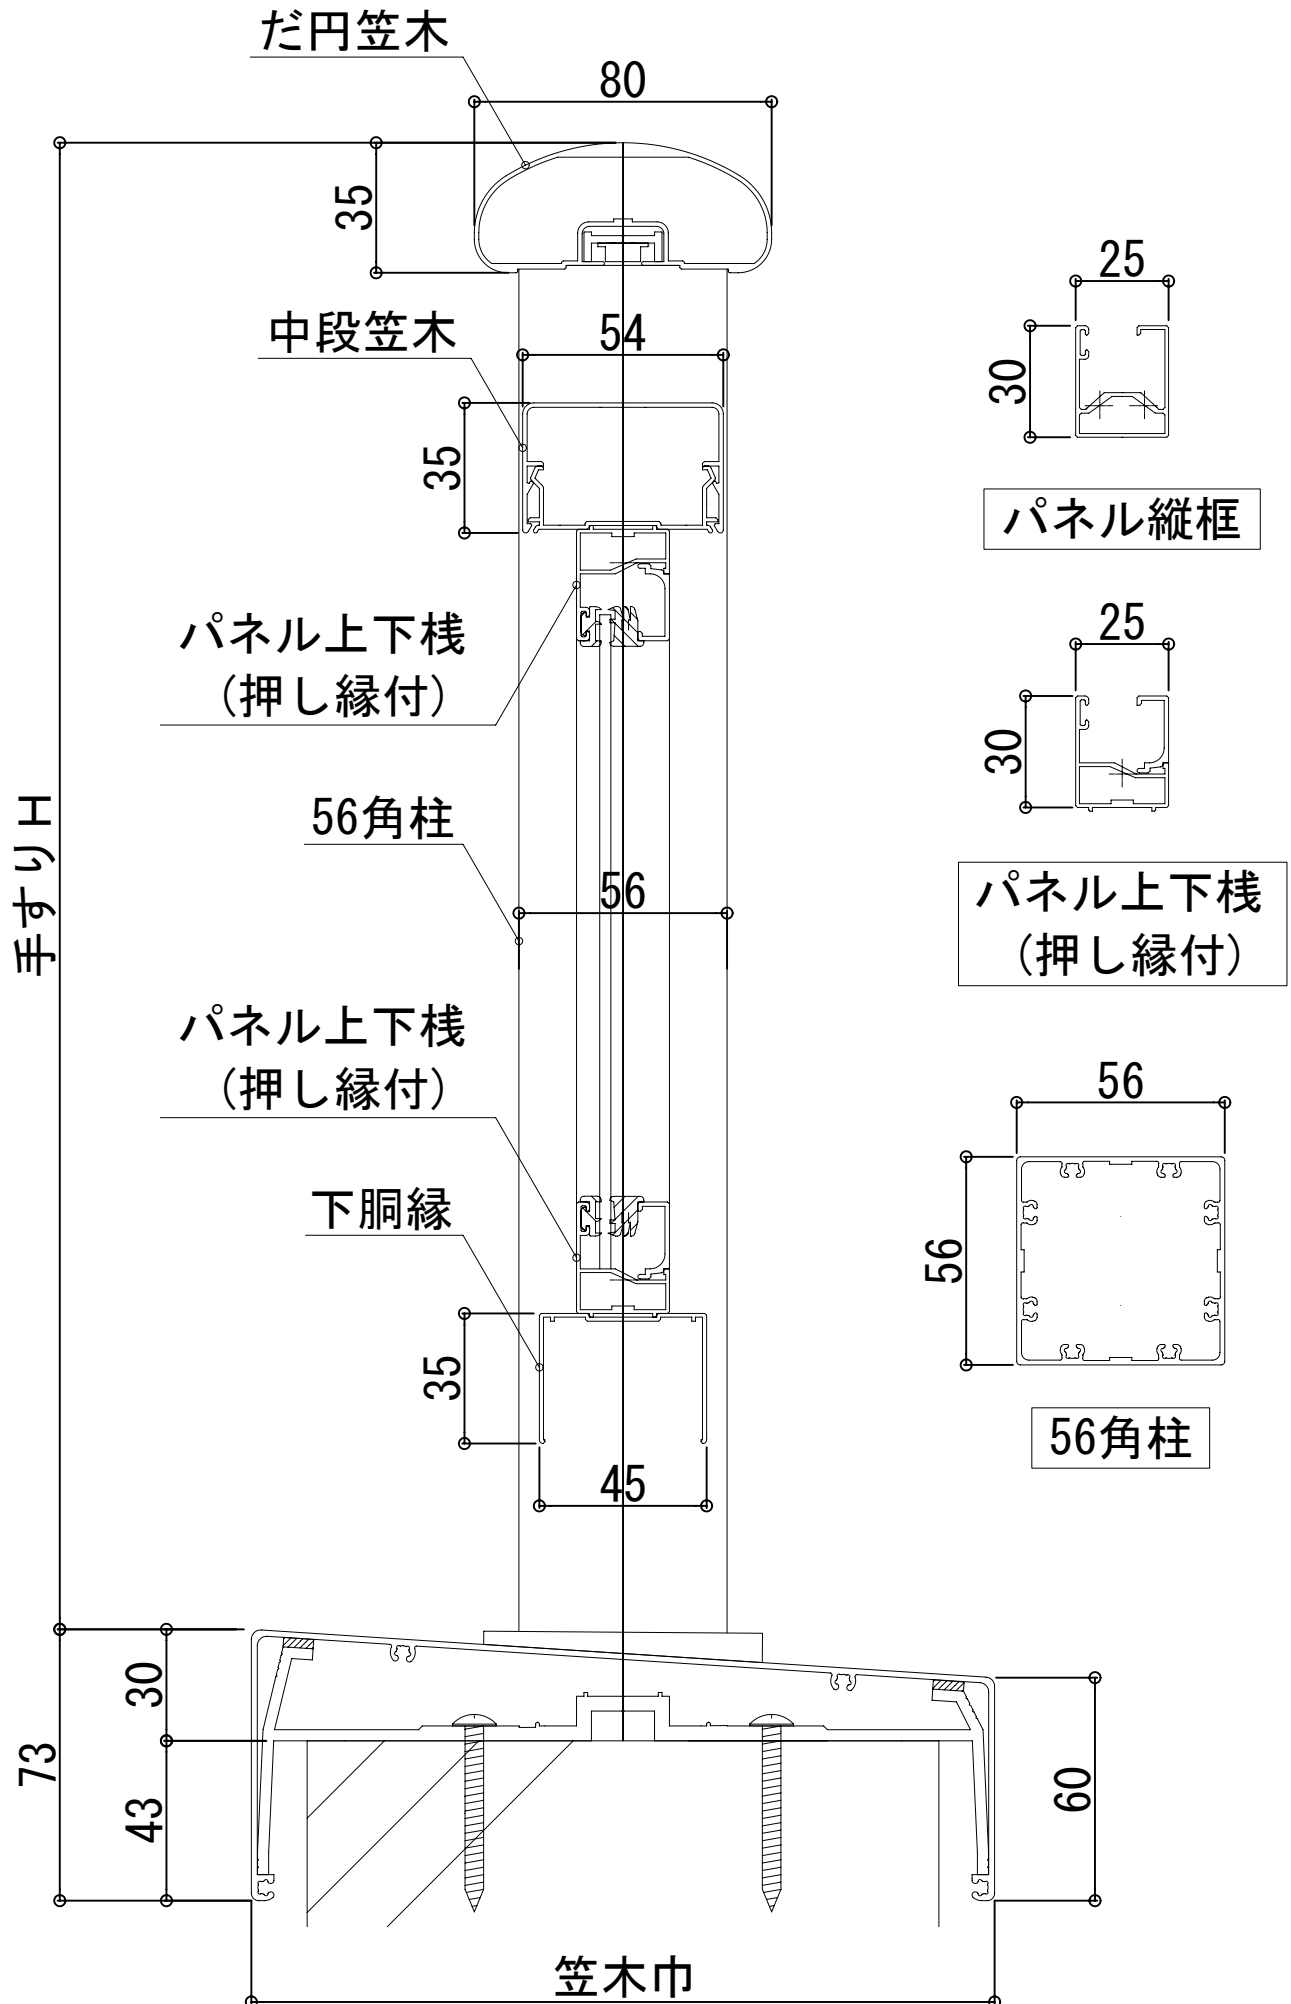 だ円笠木
80
35
中段笠木
54
35
パネル上下桟
（押し縁付）
手すりH
56角柱
56
パネル上下桟
（押し縁付）
下胴縁
35
45
30
73
43
60
笠木巾
25
30
パネル縦框
25
30
パネル上下桟
（押し縁付）
56
56
56角柱